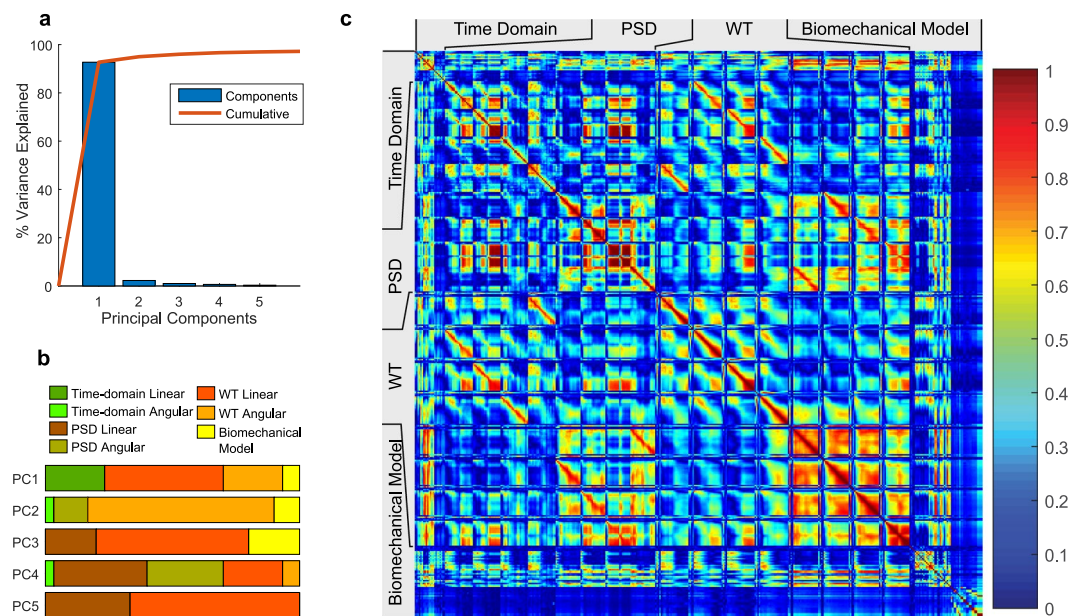 a
100
80
60
40
20
0
% Variance Explained
Components
Cumulative
1 2 3 4 5
Principal Components
b
Time-domain Linear
Time-domain Angular
PSD Linear
PSD Angular
WT Linear
WT Angular
Biomechanical
Model
PC1
PC2
PC3
PC4
PC5
c
Time Domain PSD WT Biomechanical Model
Time Domain
PSD
WT
Biomechanical Model
1
0.9
0.8
0.7
0.6
0.5
0.4
0.3
0.2
0.1
0